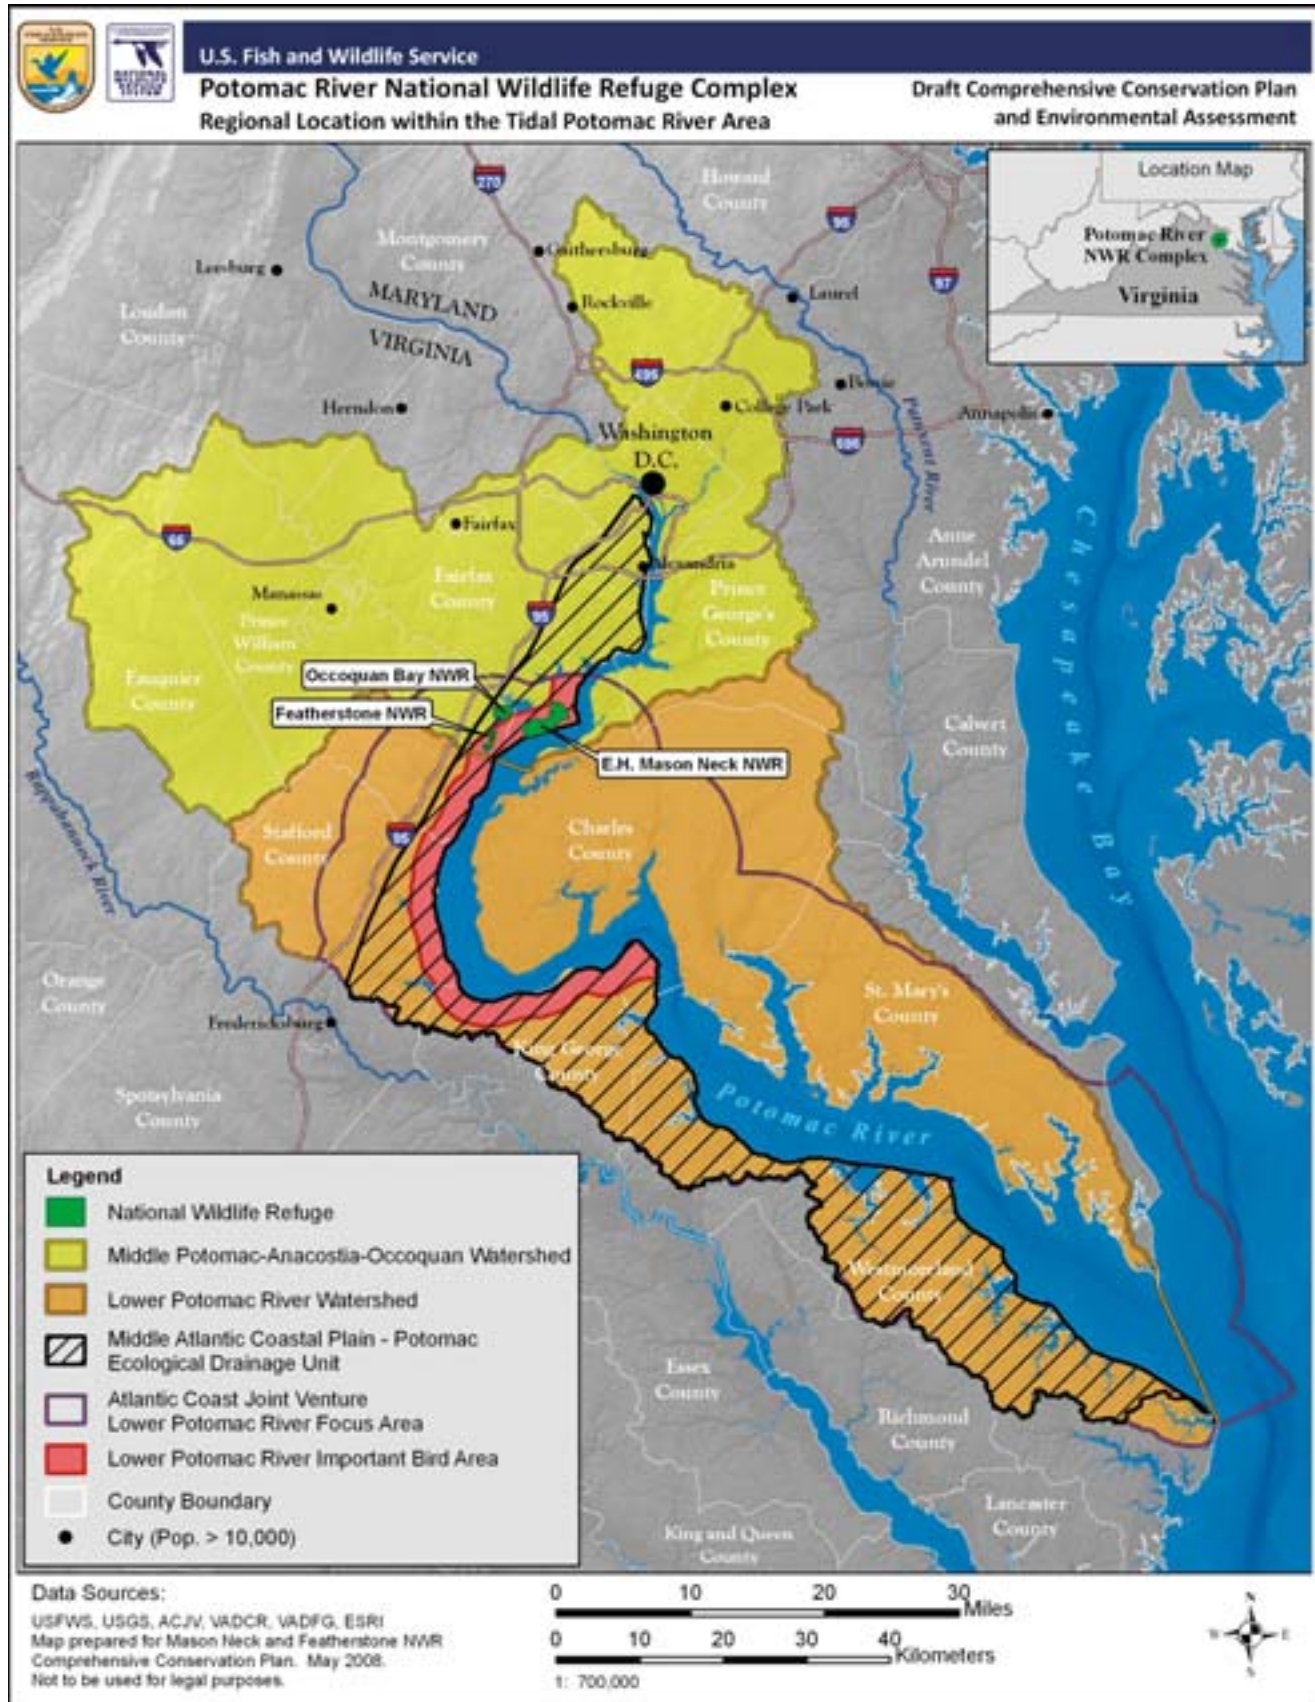 U.S. Fish and Wildlife Service
Potomac River National Wildlife Refuge Complex
Regional Location within the Tidal Potomac River Area
Draft Comprehensive Conservation Plan
and Environmental Assessment
Location Map
Potomac River
NWR Complex
Virginia
270
Howard
County
95
97
Montgomery
County
Gaithersburg
Leesburg
MARYLAND
Rockville
Laurel
Loudon
County
VIRGINIA
495
Bowie
Herndon
College Park
Annapolis
Washington
D.C.
Patuxent River
Chesapeake Bay
66
Fairfax
Anne
Arundel
County
Alexandria
Fairfax
County
Prince
George's
County
Manassas
95
Prince
William
County
Occoquan Bay NWR
Fauquier
County
Featherstone NWR
Calvert
County
E.H. Mason Neck NWR
Rappahannock River
Stafford
County
95
Charles
County
Orange
County
St. Mary's
County
Fredericksburg
King George
County
Spotsylvania
County
Potomac River
Westmoreland
County
Essex
County
Richmond
County
Lancaster
County
King and Queen
County
Legend
National Wildlife Refuge
Middle Potomac-Anacostia-Occoquan Watershed
Lower Potomac River Watershed
Middle Atlantic Coastal Plain - Potomac
Ecological Drainage Unit
Atlantic Coast Joint Venture
Lower Potomac River Focus Area
Lower Potomac River Important Bird Area
County Boundary
City (Pop. > 10,000)
Data Sources:
USFWS, USGS, ACJV, VADCR, VADFG, ESRI
Map prepared for Mason Neck and Featherstone NWR
Comprehensive Conservation Plan. May 2008.
Not to be used for legal purposes.
0 10 20 30 Miles
0 10 20 30 40 Kilometers
1: 700,000
N
W E
S